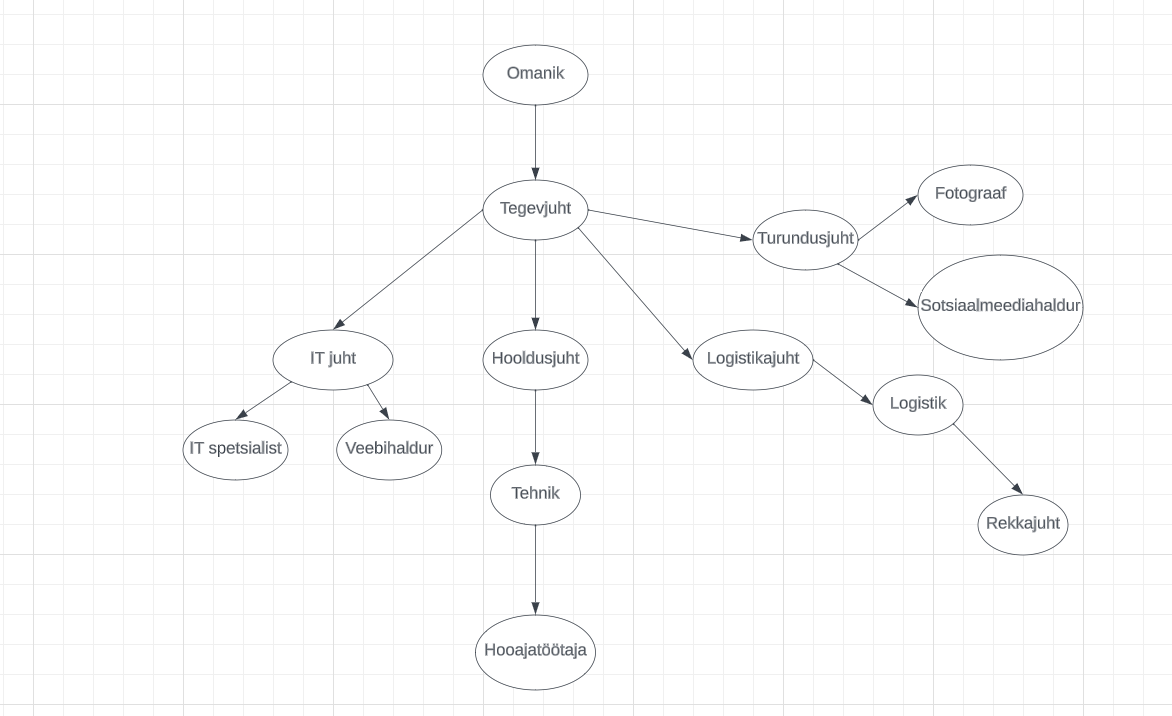 Omanik
Tegevjuht
Fotograaf
Turundusjuht
Sotsiaalmeediahaldur
IT juht
Hooldusjuht
Logistikajuht
Logistik
IT spetsialist
Veebihaldur
Tehnik
Rekkajuht
Hooajatöötaja